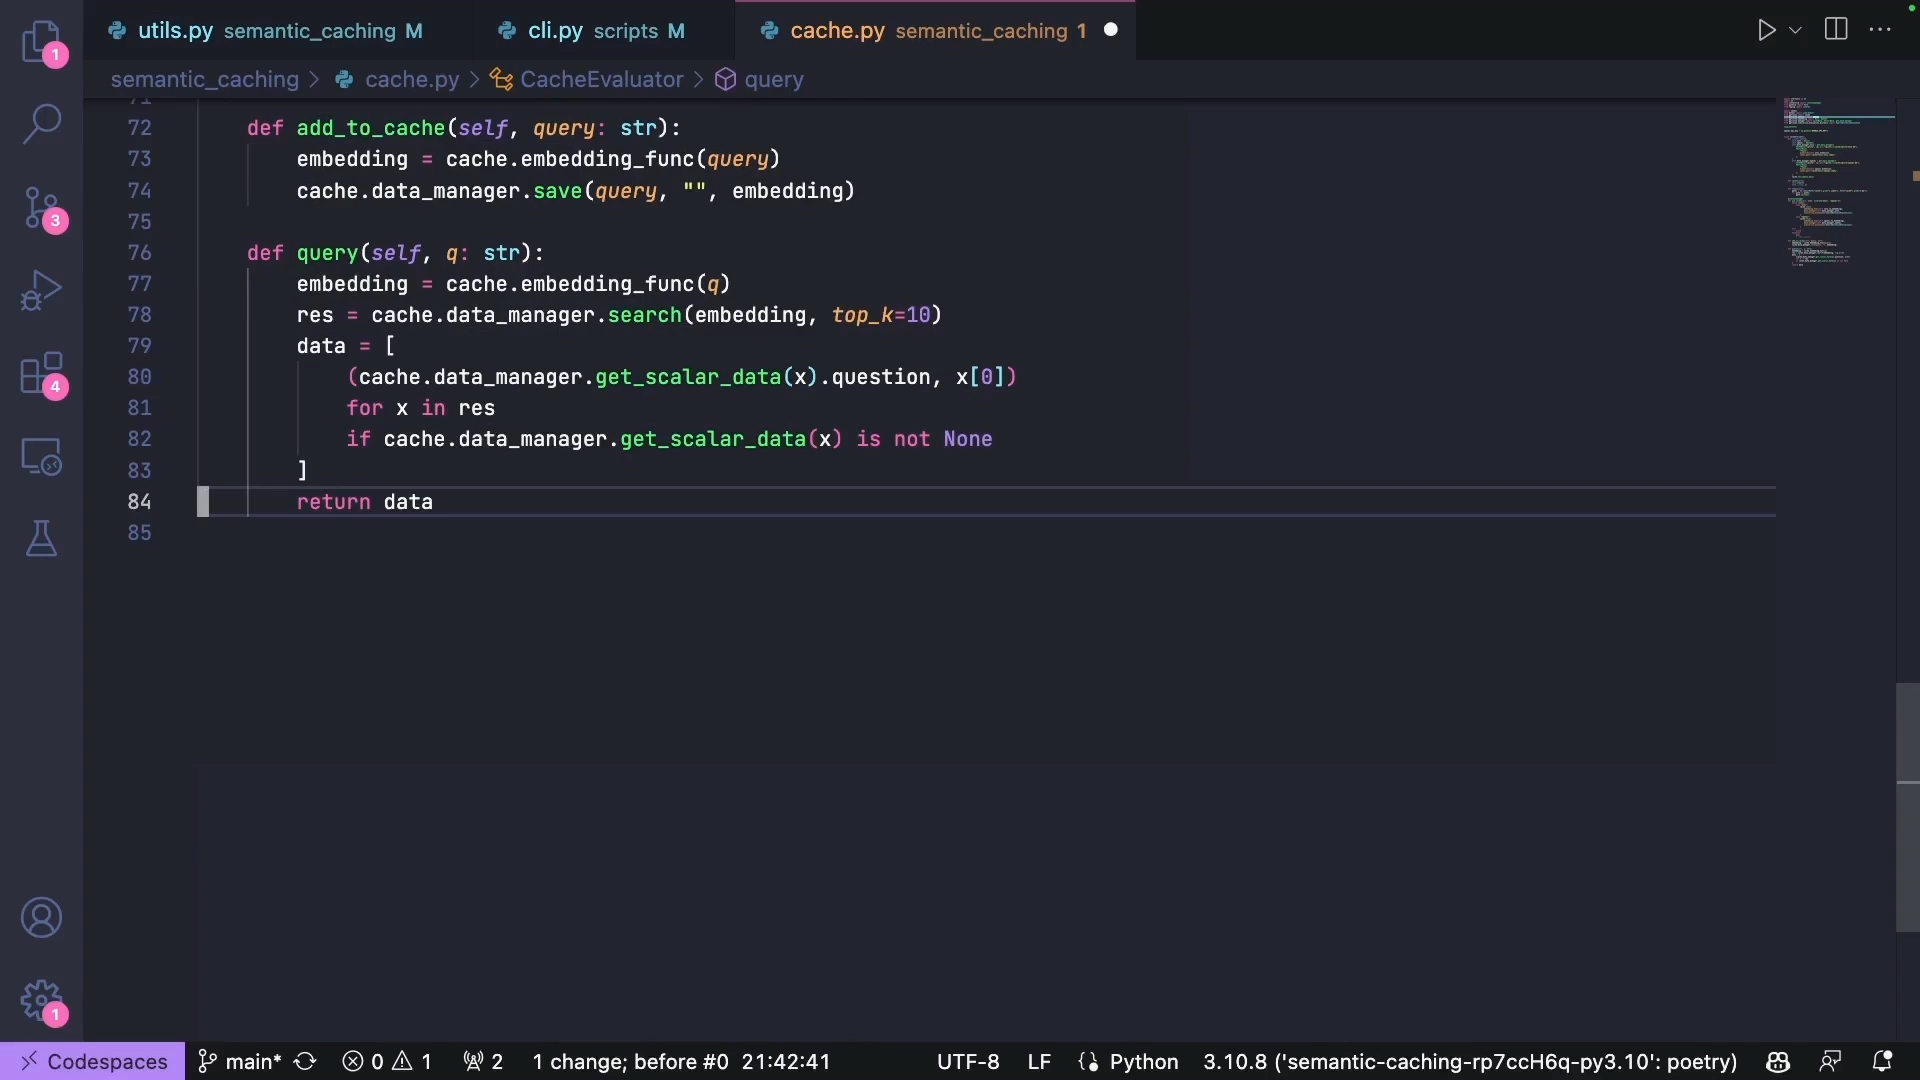 utils.py semantic_caching M cli.py scripts M cache.py semantic_caching 1
semantic_caching > cache.py > CacheEvaluator > query
71
72 def add_to_cache(self, query: str):
73 embedding = cache.embedding_func(query)
74 cache.data_manager.save(query, "", embedding)
75
76 def query(self, q: str):
77 embedding = cache.embedding_func(q)
78 res = cache.data_manager.search(embedding, top_k=10)
79 data = [
80 (cache.data_manager.get_scalar_data(x).question, x[0])
81 for x in res
82 if cache.data_manager.get_scalar_data(x) is not None
83 ]
84 return data
85
1
3
4
1
Codespaces main* 0 1 2 1 change; before #0 21:42:41 UTF-8 LF Python 3.10.8 ('semantic-caching-rp7ccH6q-py3.10': poetry)